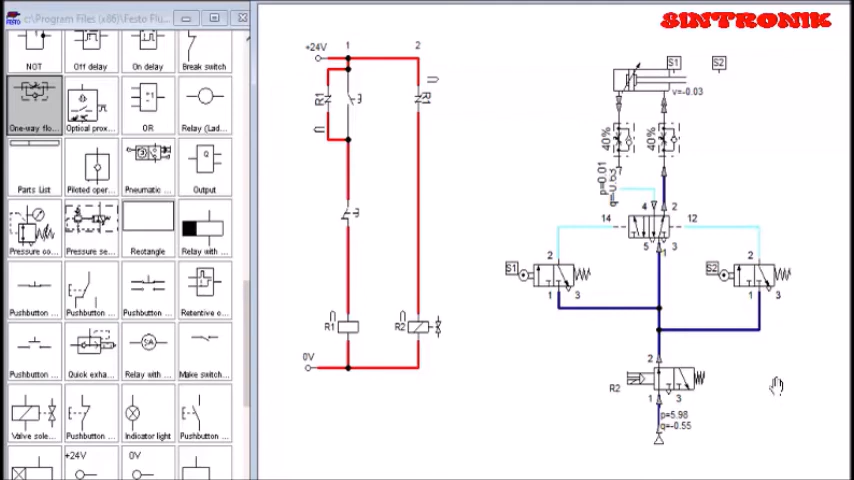 FESTO
c:\Program Files (x86)\Festo Flu...
SINTRONIK
NOT
Off delay
On delay
Break switch
One-way flo...
Optical prox...
OR
Relay (Lad...
Parts List
Piloted oper...
Pneumatic ...
Output
Pressure co...
Pressure se...
Rectangle
Relay with ...
Pushbutton ...
Pushbutton ...
Pushbutton...
Retentive o...
Pushbutton ...
Quick exha...
Relay with ...
Make switch...
Valve sole...
Pushbutton ...
Indicator light
Pushbutton ...
+24V
0V
+24V
1
2
R1
R1
R1
R2
0V
S1
S2
v=-0.03
40%
40%
p=0.01
4
2
14
12
5
1
3
S1
2
1
3
S2
2
1
3
2
R2
1
3
p=5.98
q=-0.55